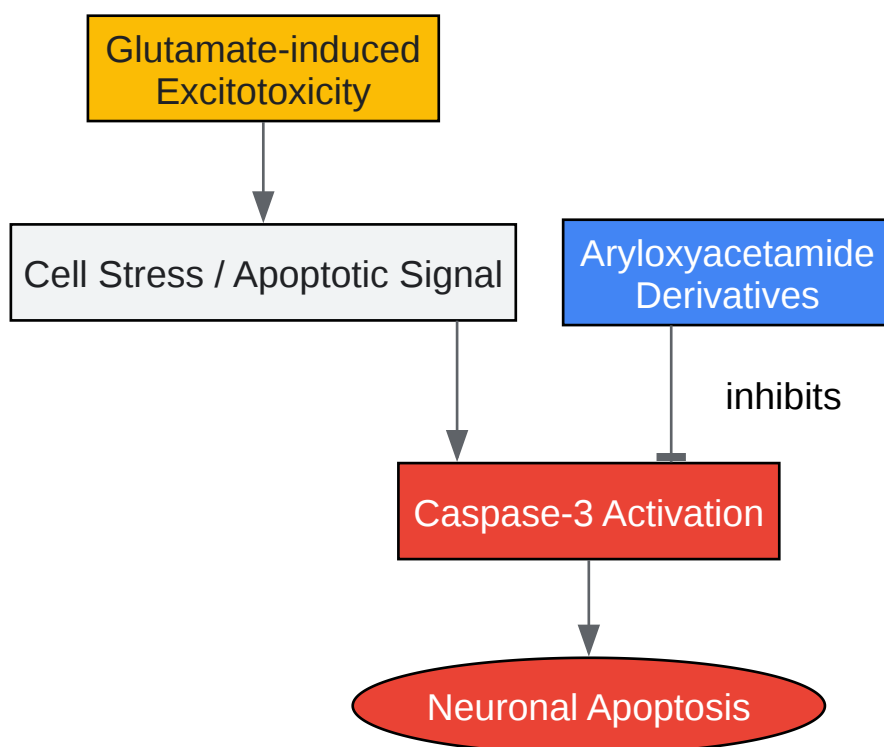 Glutamate-induced
Excitotoxicity
Cell Stress / Apoptotic Signal
Aryloxyacetamide
Derivatives
inhibits
Caspase-3 Activation
Neuronal Apoptosis